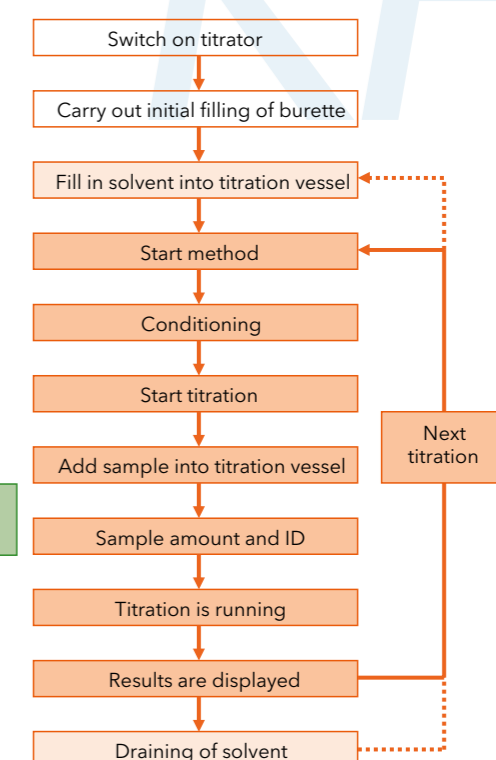 Switch on titrator
Carry out initial filling of burette
Fill in solvent into titration vessel
Start method
Conditioning
Start titration
Add sample into titration vessel
Next
titration
Sample amount and ID
Titration is running
Results are displayed
Draining of solvent